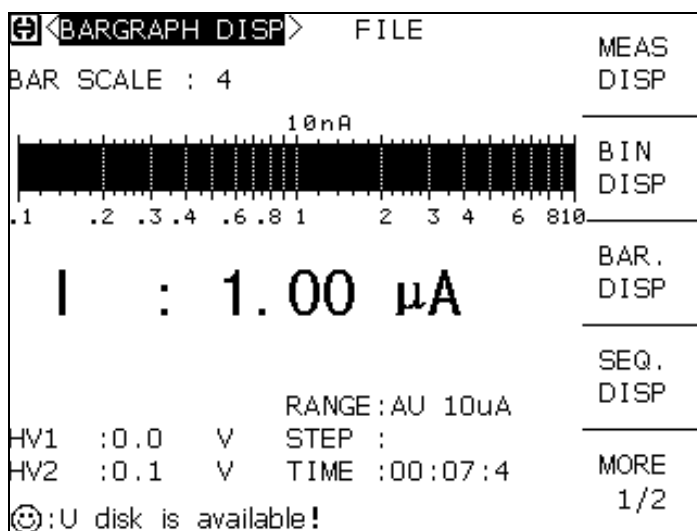 <BARGRAPH DISP> FILE
BAR SCALE : 4
10nA
.1 .2 .3 .4 .6 .8 1 2 3 4 6 8 10
I : 1.00 µA
RANGE:AU 10uA
HV1 :0.0 V STEP :
HV2 :0.1 V TIME :00:07:4
:U disk is available!
MEAS
DISP
BIN
DISP
BAR.
DISP
SEQ.
DISP
MORE
1/2